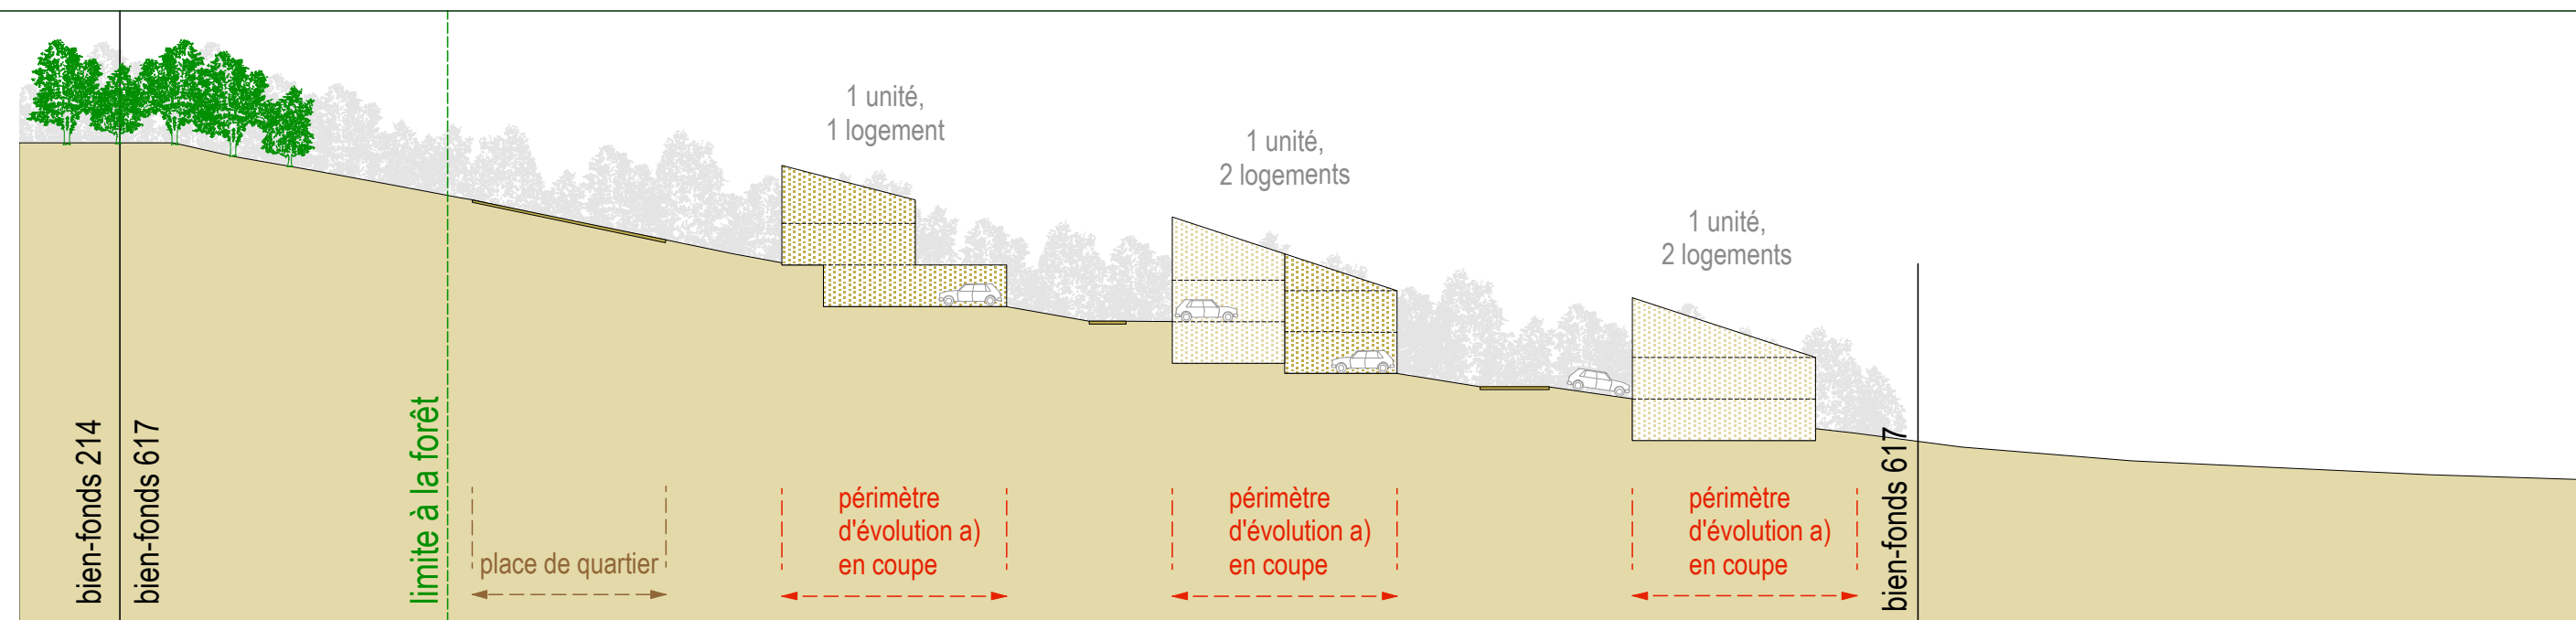 1 unité,
1 logement
1 unité,
2 logements
1 unité,
2 logements
bien-fonds 214
bien-fonds 617
limite à la forêt
place de quartier
périmètre
d'évolution a)
en coupe
périmètre
d'évolution a)
en coupe
périmètre
d'évolution a)
en coupe
bien-fonds 617